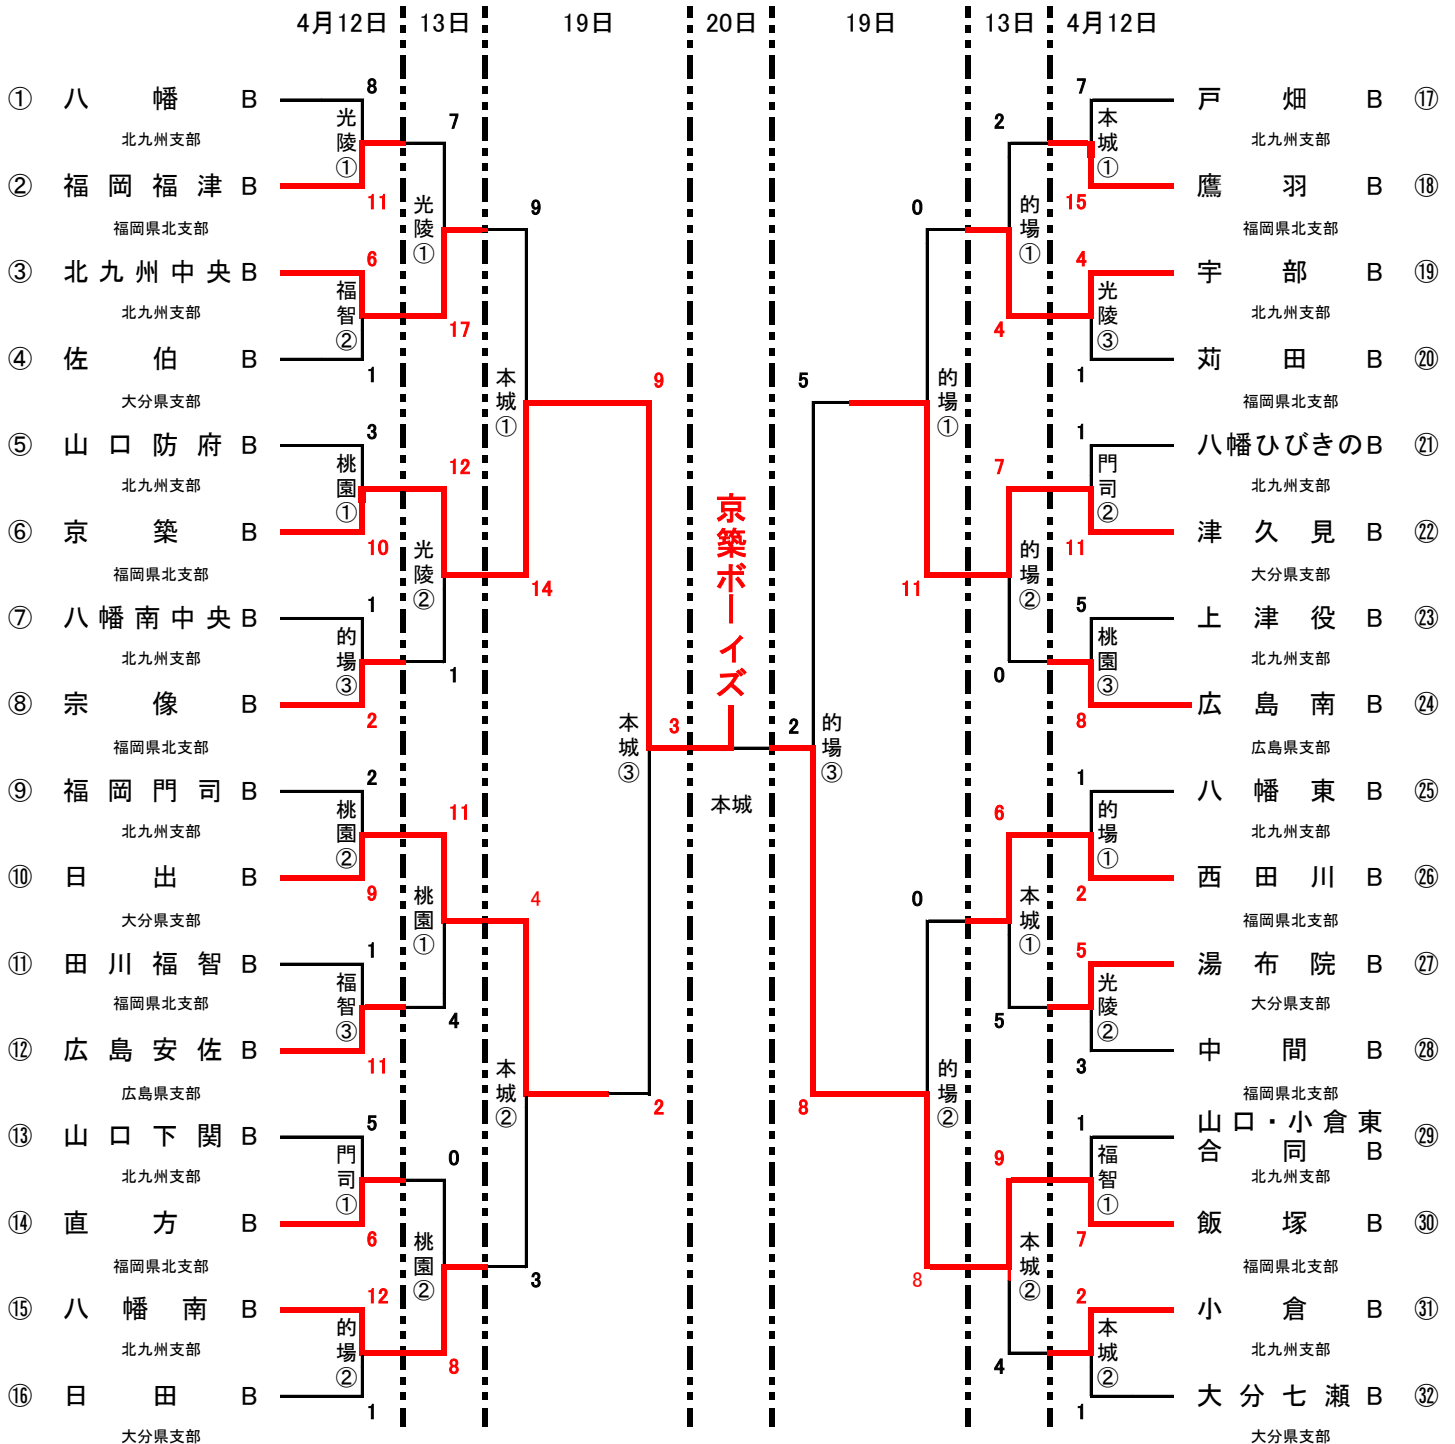 4月12日 13日 19日 20日 19日 13日 4月12日
① 八幡 B
北九州支部
8
光陵①
② 福岡福津 B
福岡県北支部
11
③ 北九州中央 B
北九州支部
6
福智②
④ 佐伯 B
大分県支部
1
⑤ 山口防府 B
北九州支部
3
桃園①
⑥ 京築 B
福岡県北支部
10
⑦ 八幡南中央 B
北九州支部
1
的場③
⑧ 宗像 B
福岡県北支部
2
⑨ 福岡門司 B
北九州支部
2
桃園②
⑩ 日出 B
大分県支部
9
⑪ 田川福智 B
福岡県北支部
1
福智③
⑫ 広島安佐 B
広島県支部
11
⑬ 山口下関 B
北九州支部
5
門司①
⑭ 直方 B
福岡県北支部
6
⑮ 八幡南 B
北九州支部
12
的場②
⑯ 日田 B
大分県支部
1
7
光陵①
17
12
光陵②
1
11
桃園①
4
0
桃園②
8
9
本城①
14
4
本城②
3
9
本城③
2
京築ボーイズ
3
2
本城
5
的場③
8
0
的場①
11
0
的場②
8
2
的場①
4
7
的場②
0
6
本城①
5
9
本城②
4
7
本城①
戸畑 B ⑰
北九州支部
15
鷹羽 B ⑱
福岡県北支部
4
光陵③
宇部 B ⑲
北九州支部
1
苅田 B ⑳
福岡県北支部
1
門司②
八幡ひびきの B ㉑
北九州支部
11
津久見 B ㉒
大分県支部
5
桃園③
上津役 B ㉓
北九州支部
8
広島南 B ㉔
広島県支部
1
的場①
八幡東 B ㉕
北九州支部
2
西田川 B ㉖
福岡県北支部
5
光陵②
湯布院 B ㉗
大分県支部
3
中間 B ㉘
福岡県北支部
1
福智①
山口・小倉東
合同 B ㉙
北九州支部
7
飯塚 B ㉚
福岡県北支部
2
本城②
小倉 B ㉛
北九州支部
1
大分七瀬 B ㉜
大分県支部